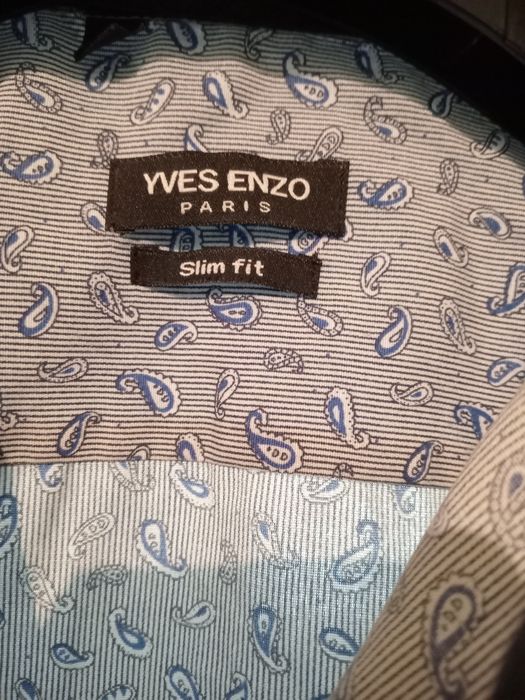 YVES ENZO
PARIS
Slim fit